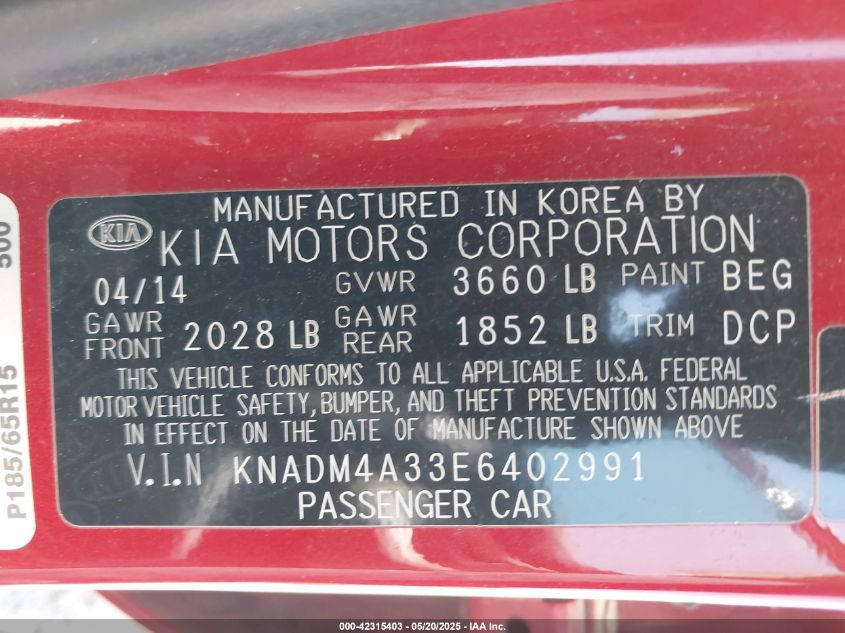 MANUFACTURED IN KOREA BY
KIA KIA MOTORS CORPORATION
04/14 GVWR 3660 LB PAINT BEG
GAWR FRONT 2028 LB GAWR REAR 1852 LB TRIM DCP
THIS VEHICLE CONFORMS TO ALL APPLICABLE U.S.A. FEDERAL
MOTOR VEHICLE SAFETY, BUMPER, AND THEFT PREVENTION STANDARDS
IN EFFECT ON THE DATE OF MANUFACTURE SHOWN ABOVE
V.I.N KNADM4A33E6402991
PASSENGER CAR
P185/65R15 500
000-42315403 - 05/20/2025 - IAA Inc.